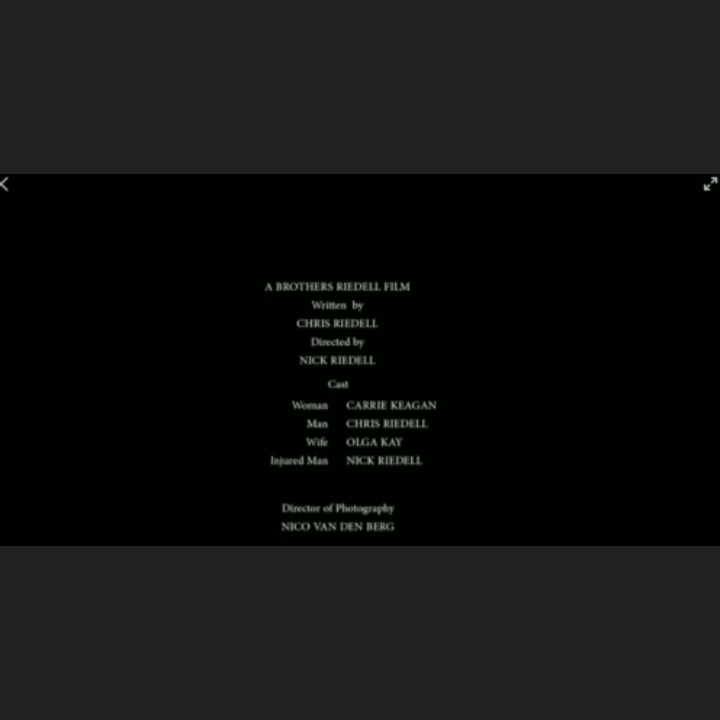 A BROTHERS RIEDELL FILM
Written by
CHRIS RIEDELL
Directed by
NICK RIEDELL
Cast
Woman CARRIE KEAGAN
Man CHRIS RIEDELL
Wife OLGA KAY
Injured Man NICK RIEDELL
Director of Photography
NICO VAN DEN BERG